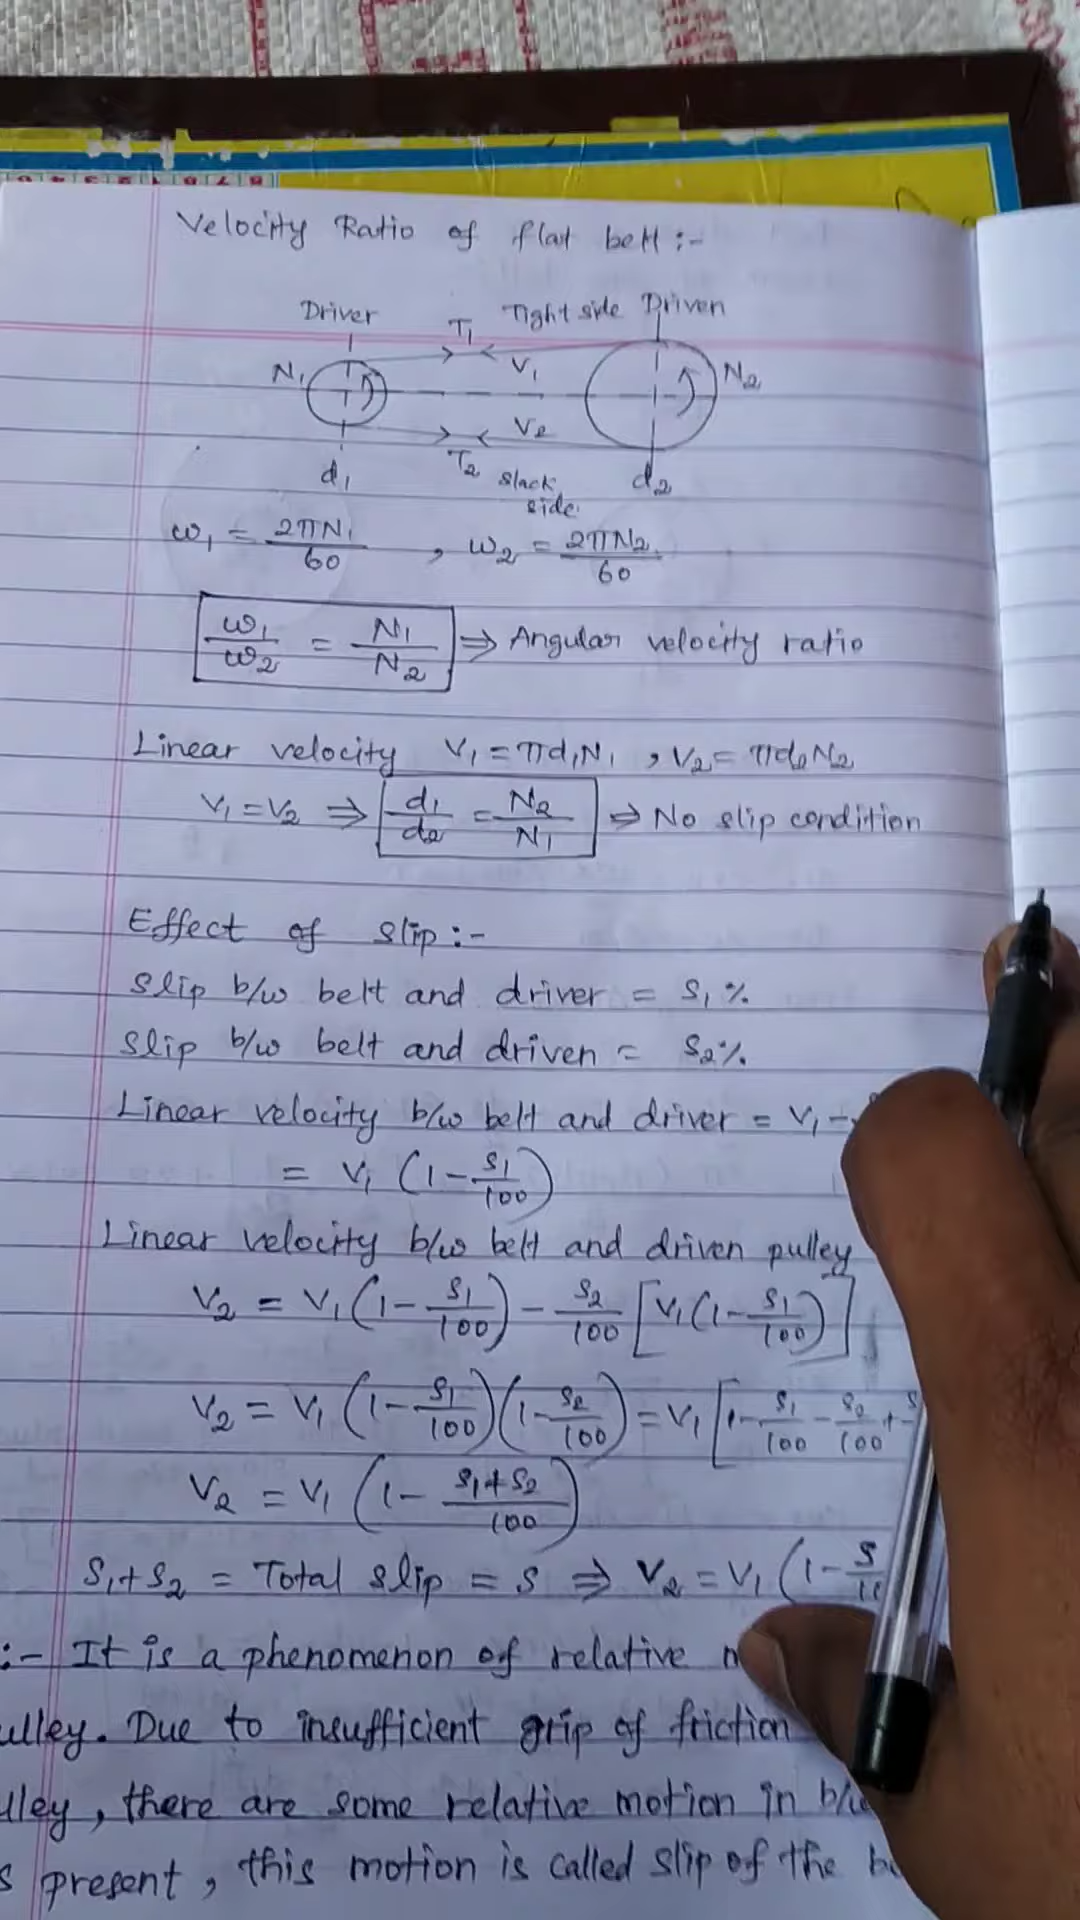 Velocity Ratio of flat belt :-
Driver T₁ Tight side Driven
N₁ V₁ N₂
V₂
d₁ T₂ slack side d₂
ω₁ = 2πN₁/60 , ω₂ = 2πN₂/60
ω₁/ω₂ = N₁/N₂ ⇒ Angular velocity ratio
Linear velocity V₁ = πd₁N₁ , V₂ = πd₂N₂
V₁ = V₂ ⇒ d₁/d₂ = N₂/N₁ ⇒ No slip condition
Effect of slip :-
Slip b/w belt and driver = S₁ %
Slip b/w belt and driven = S₂ %
Linear velocity b/w belt and driver = V₁ -
= V₁ (1 - S₁/100)
Linear velocity b/w belt and driven pulley
V₂ = V₁ (1 - S₁/100) - S₂/100 [V₁ (1 - S₁/100)]
V₂ = V₁ (1 - S₁/100) (1 - S₂/100) = V₁ [1 - S₁/100 - S₂/100 +
V₂ = V₁ (1 - S₁+S₂/100)
S₁+S₂ = Total slip = S ⇒ V₂ = V₁ (1 - S/
:- It is a phenomenon of relative
ulley. Due to insufficient grip of friction
lley, there are some relative motion in
present, this motion is called slip of the